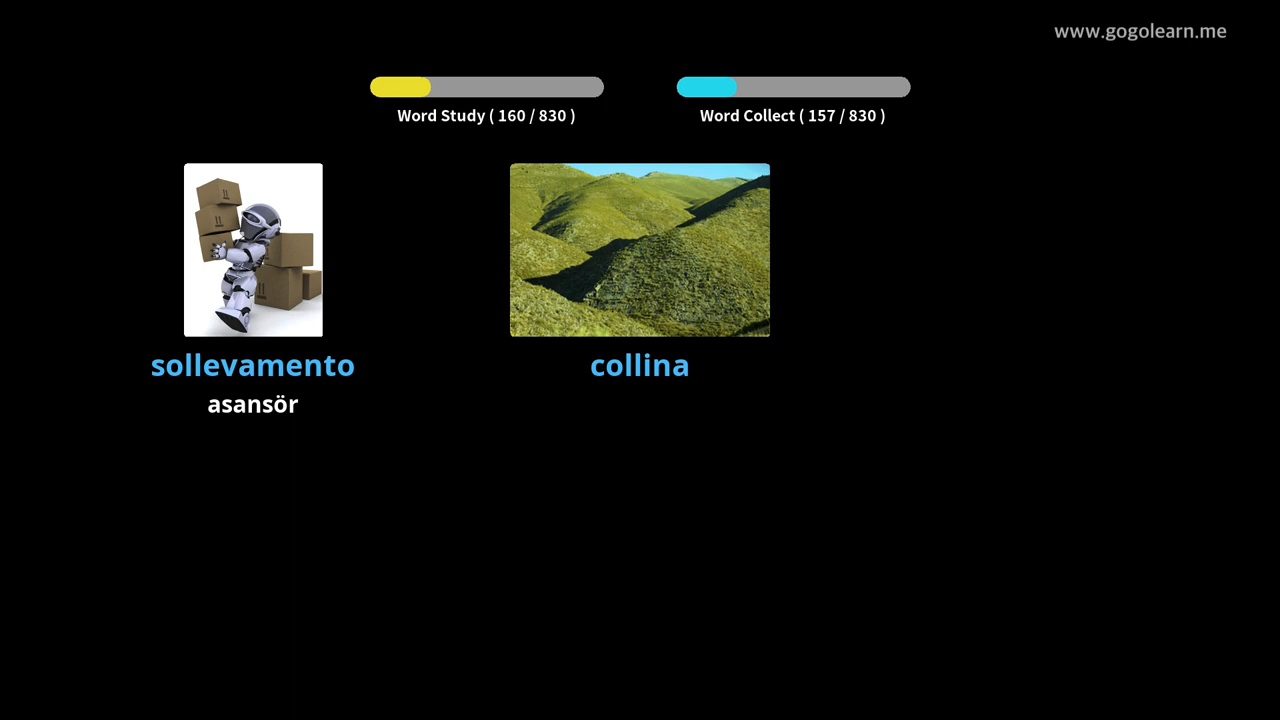 www.gogolearn.me
Word Study ( 160 / 830 )
Word Collect ( 157 / 830 )
sollevamento
asansör
collina